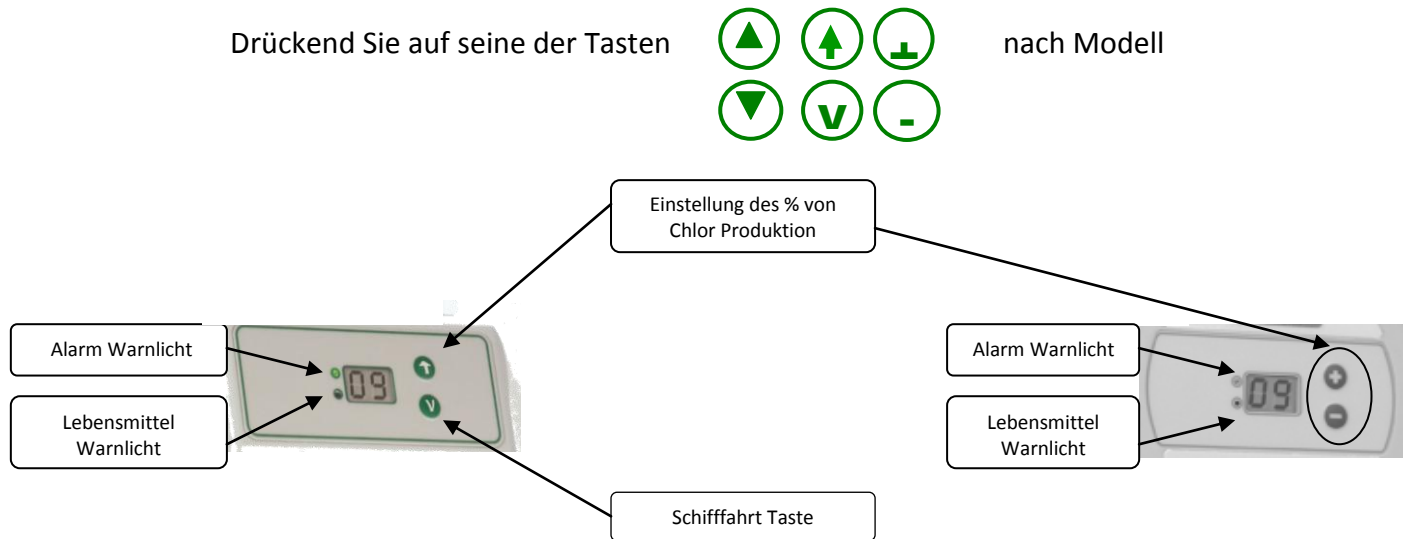 Drückend Sie auf seine der Tasten nach Modell
v -
Einstellung des % von
Chlor Produktion
Alarm Warnlicht
Lebensmittel
Warnlicht
09
v
Schifffahrt Taste
Alarm Warnlicht
Lebensmittel
Warnlicht
09
+
-